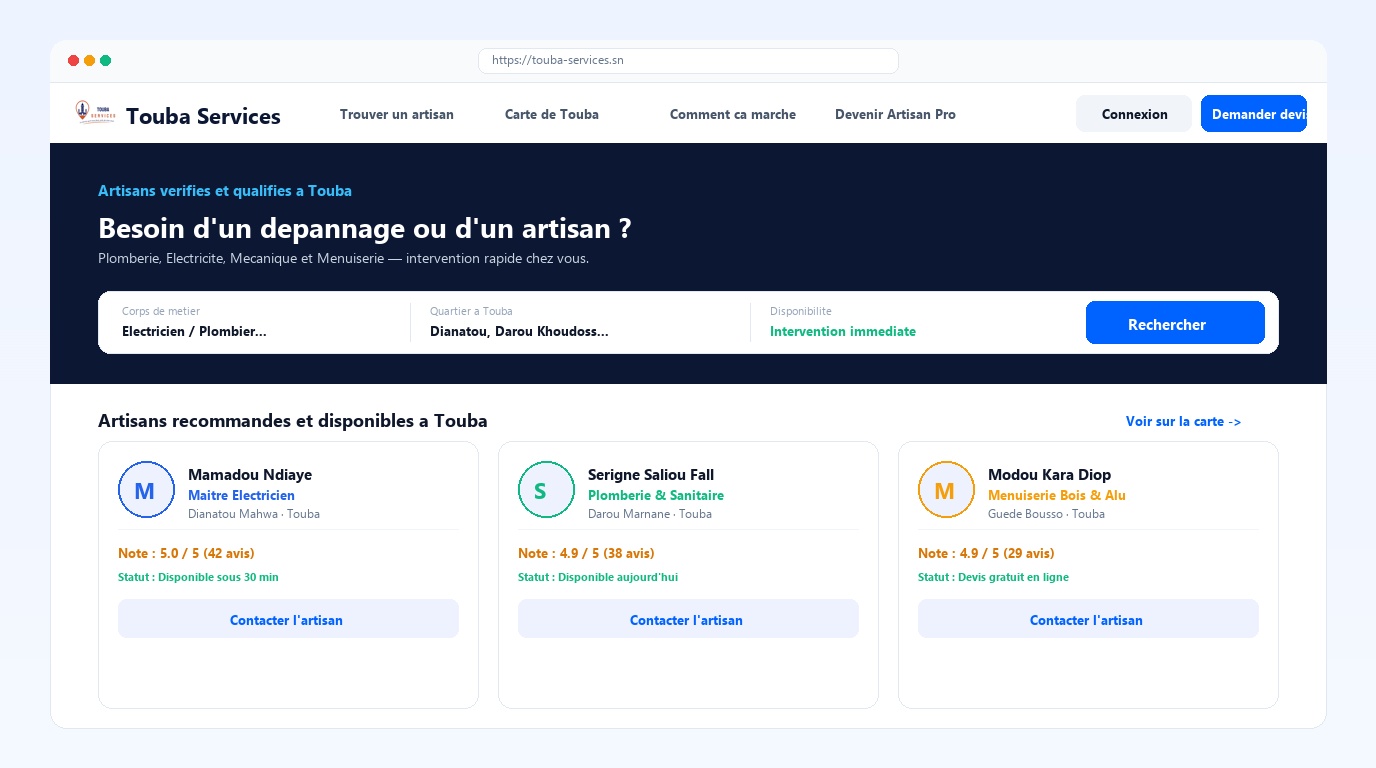 https://touba-services.sn
TOUBA
SERVICES
Touba Services
Trouver un artisan
Carte de Touba
Comment ca marche
Devenir Artisan Pro
Connexion
Demander devis
Artisans verifies et qualifies a Touba
Besoin d'un depannage ou d'un artisan ?
Plomberie, Electricite, Mecanique et Menuiserie — intervention rapide chez vous.
Corps de metier
Electricien / Plombier...
Quartier a Touba
Dianatou, Darou Khoudoss...
Disponibilite
Intervention immediate
Rechercher
Artisans recommandes et disponibles a Touba
Voir sur la carte ->
M
Mamadou Ndiaye
Maitre Electricien
Dianatou Mahwa · Touba
Note : 5.0 / 5 (42 avis)
Statut : Disponible sous 30 min
Contacter l'artisan
S
Serigne Saliou Fall
Plomberie & Sanitaire
Darou Marnane · Touba
Note : 4.9 / 5 (38 avis)
Statut : Disponible aujourd'hui
Contacter l'artisan
M
Modou Kara Diop
Menuiserie Bois & Alu
Guede Bousso · Touba
Note : 4.9 / 5 (29 avis)
Statut : Devis gratuit en ligne
Contacter l'artisan